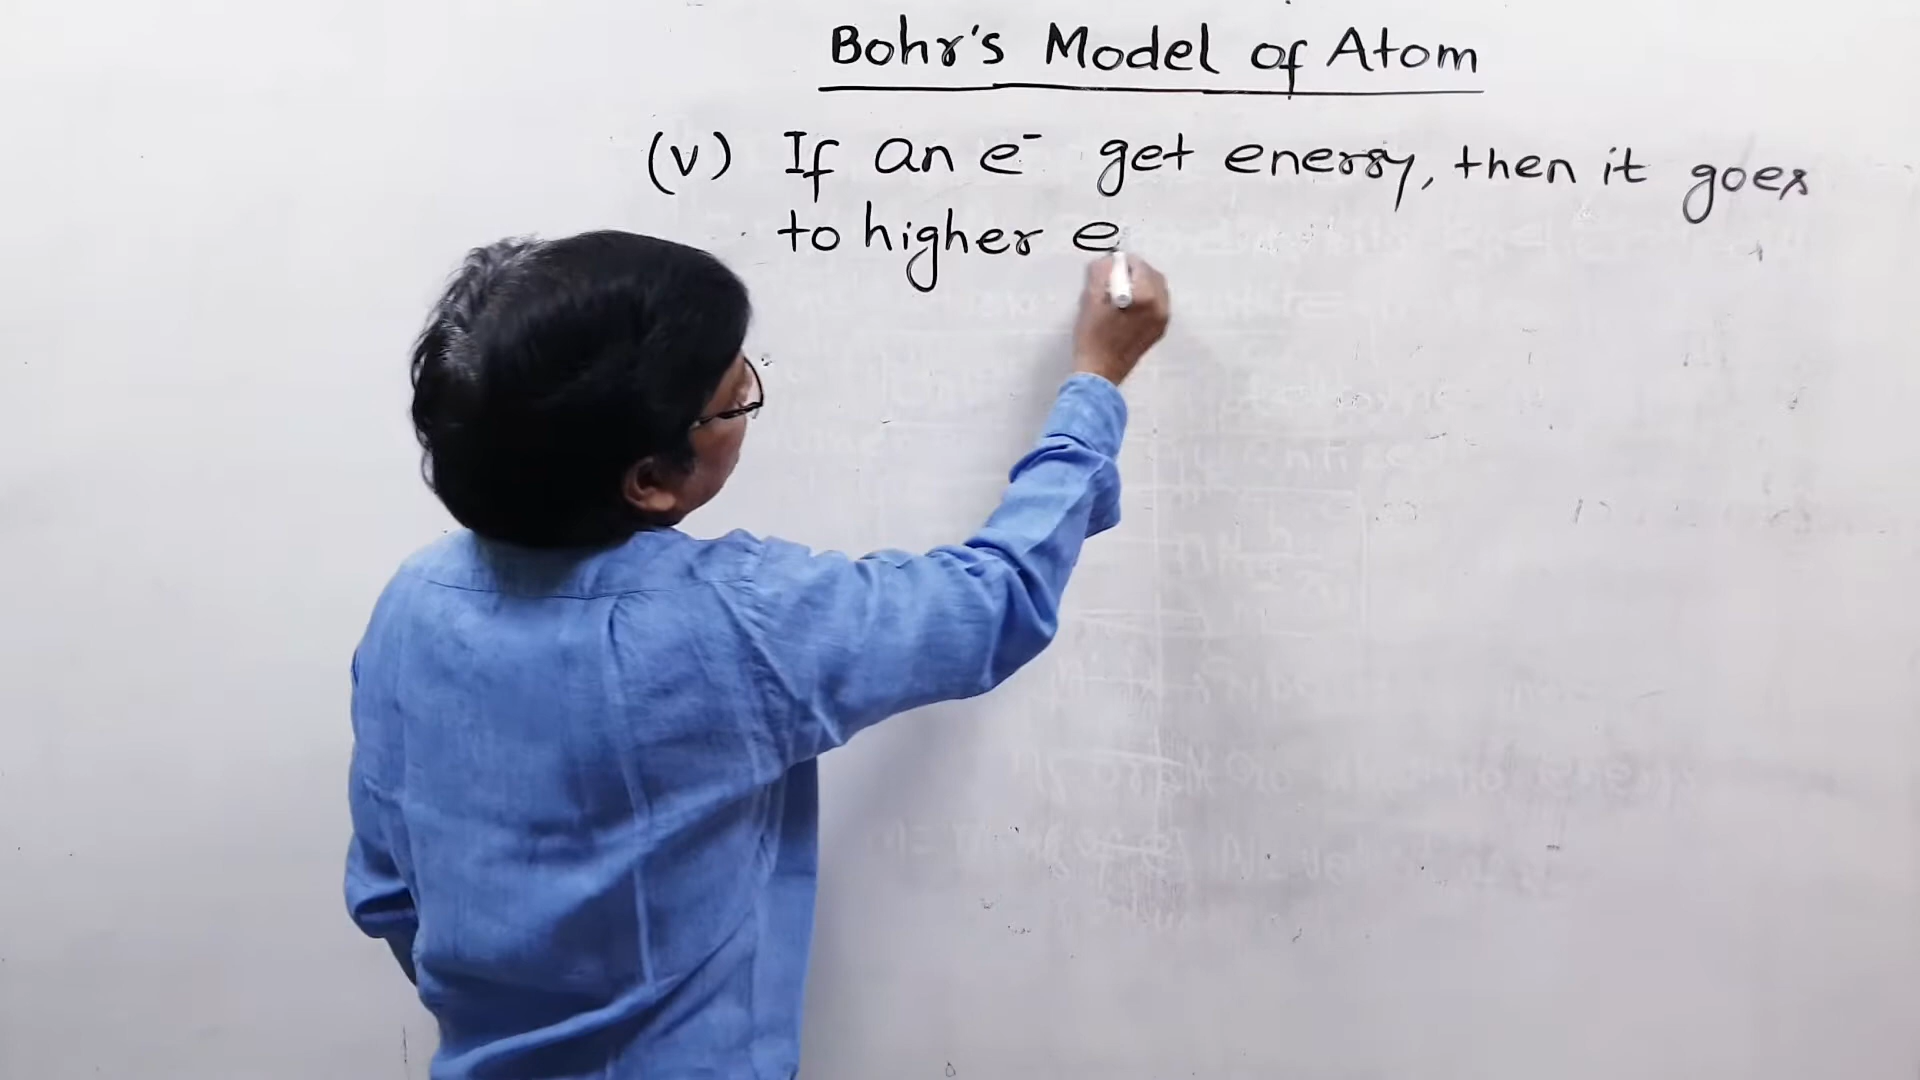 Bohr's Model of Atom
(v) If an e⁻ get energy, then it goes
to higher e